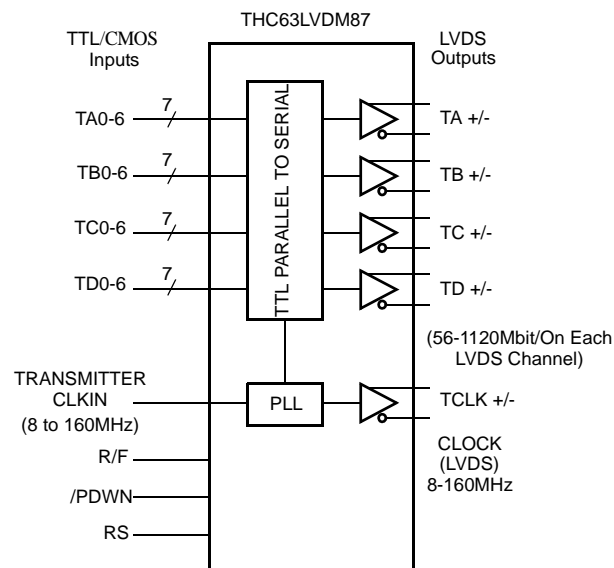 THC63LVDM87
TTL/CMOS
Inputs
LVDS
Outputs
TA0-6
7
TA +/-
TB0-6
7
TB +/-
TC0-6
7
TC +/-
TD0-6
7
TD +/-
TTL PARALLEL TO SERIAL
(56-1120Mbit/On Each
LVDS Channel)
TRANSMITTER
CLKIN
(8 to 160MHz)
PLL
TCLK +/-
CLOCK
(LVDS)
8-160MHz
R/F
/PDWN
RS